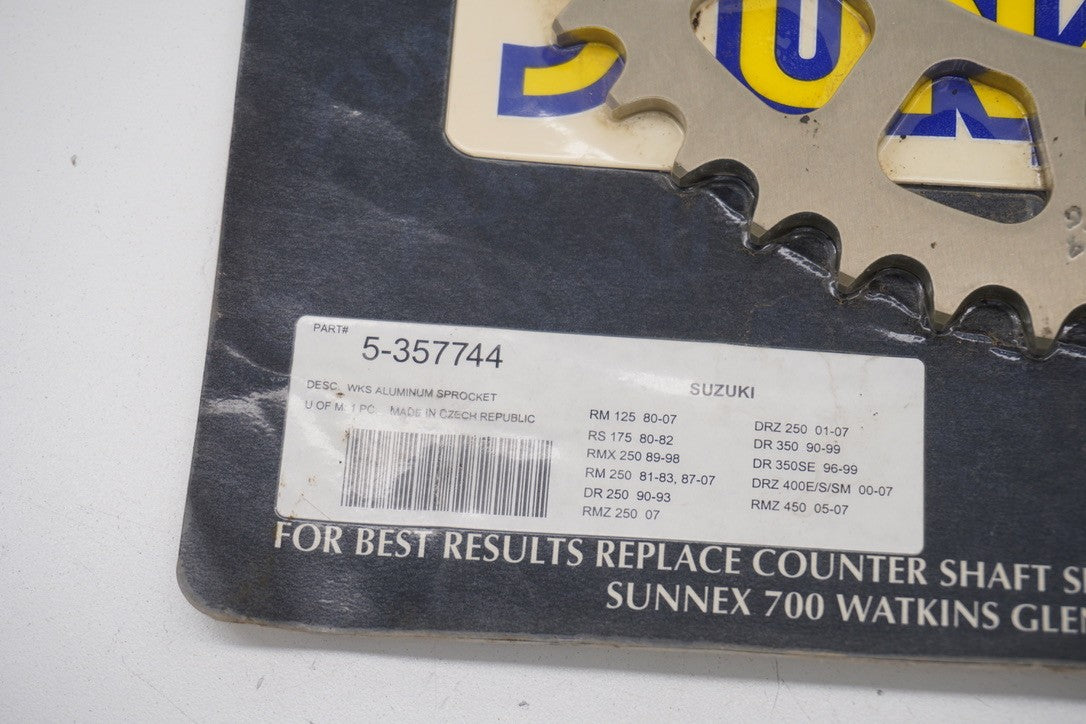 PART#
5-357744
DESC. WKS ALUMINUM SPROCKET
U OF M. 1 PC. MADE IN CZECH REPUBLIC
SUZUKI
RM 125 80-07
RS 175 80-82
RMX 250 89-98
RM 250 81-83, 87-07
DR 250 90-93
RMZ 250 07
DRZ 250 01-07
DR 350 90-99
DR 350SE 96-99
DRZ 400E/S/SM 00-07
RMZ 450 05-07
FOR BEST RESULTS REPLACE COUNTER SHAFT
SUNNEX 700 WATKINS